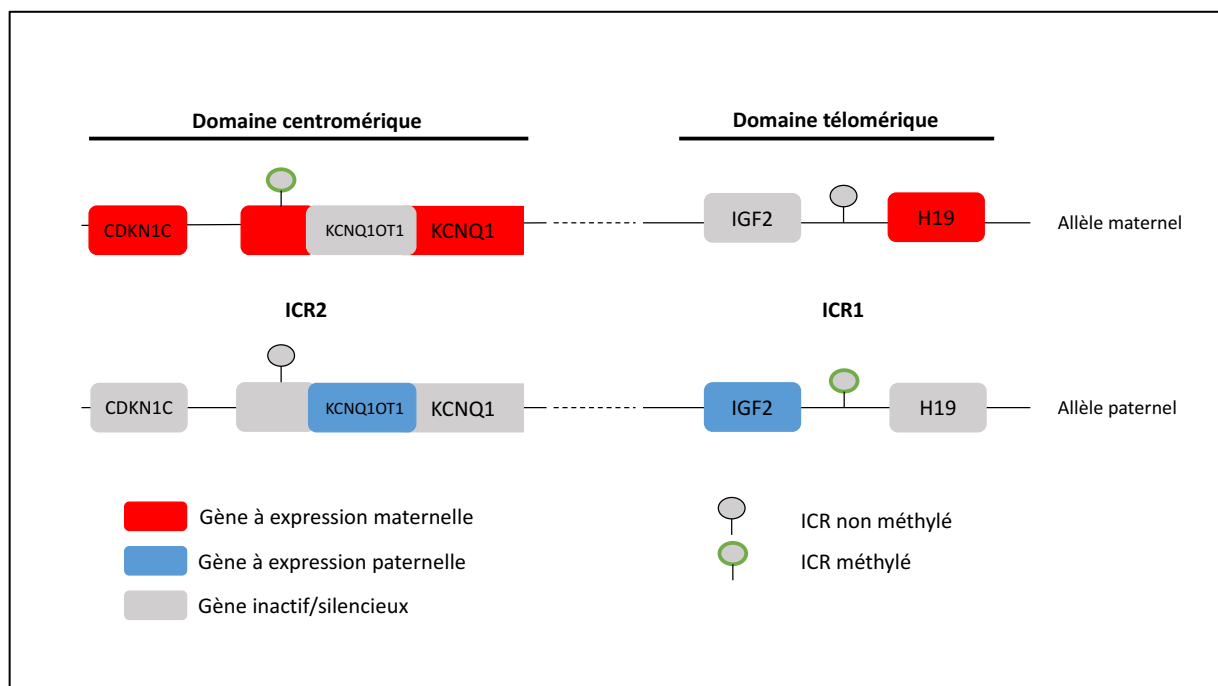 Domaine centromérique
Domaine télomérique
CDKN1C
KCNQ1OT1
KCNQ1
IGF2
H19
Allèle maternel
ICR2
ICR1
CDKN1C
KCNQ1OT1
KCNQ1
IGF2
H19
Allèle paternel
Gène à expression maternelle
Gène à expression paternelle
Gène inactif/silencieux
ICR non méthylé
ICR méthylé